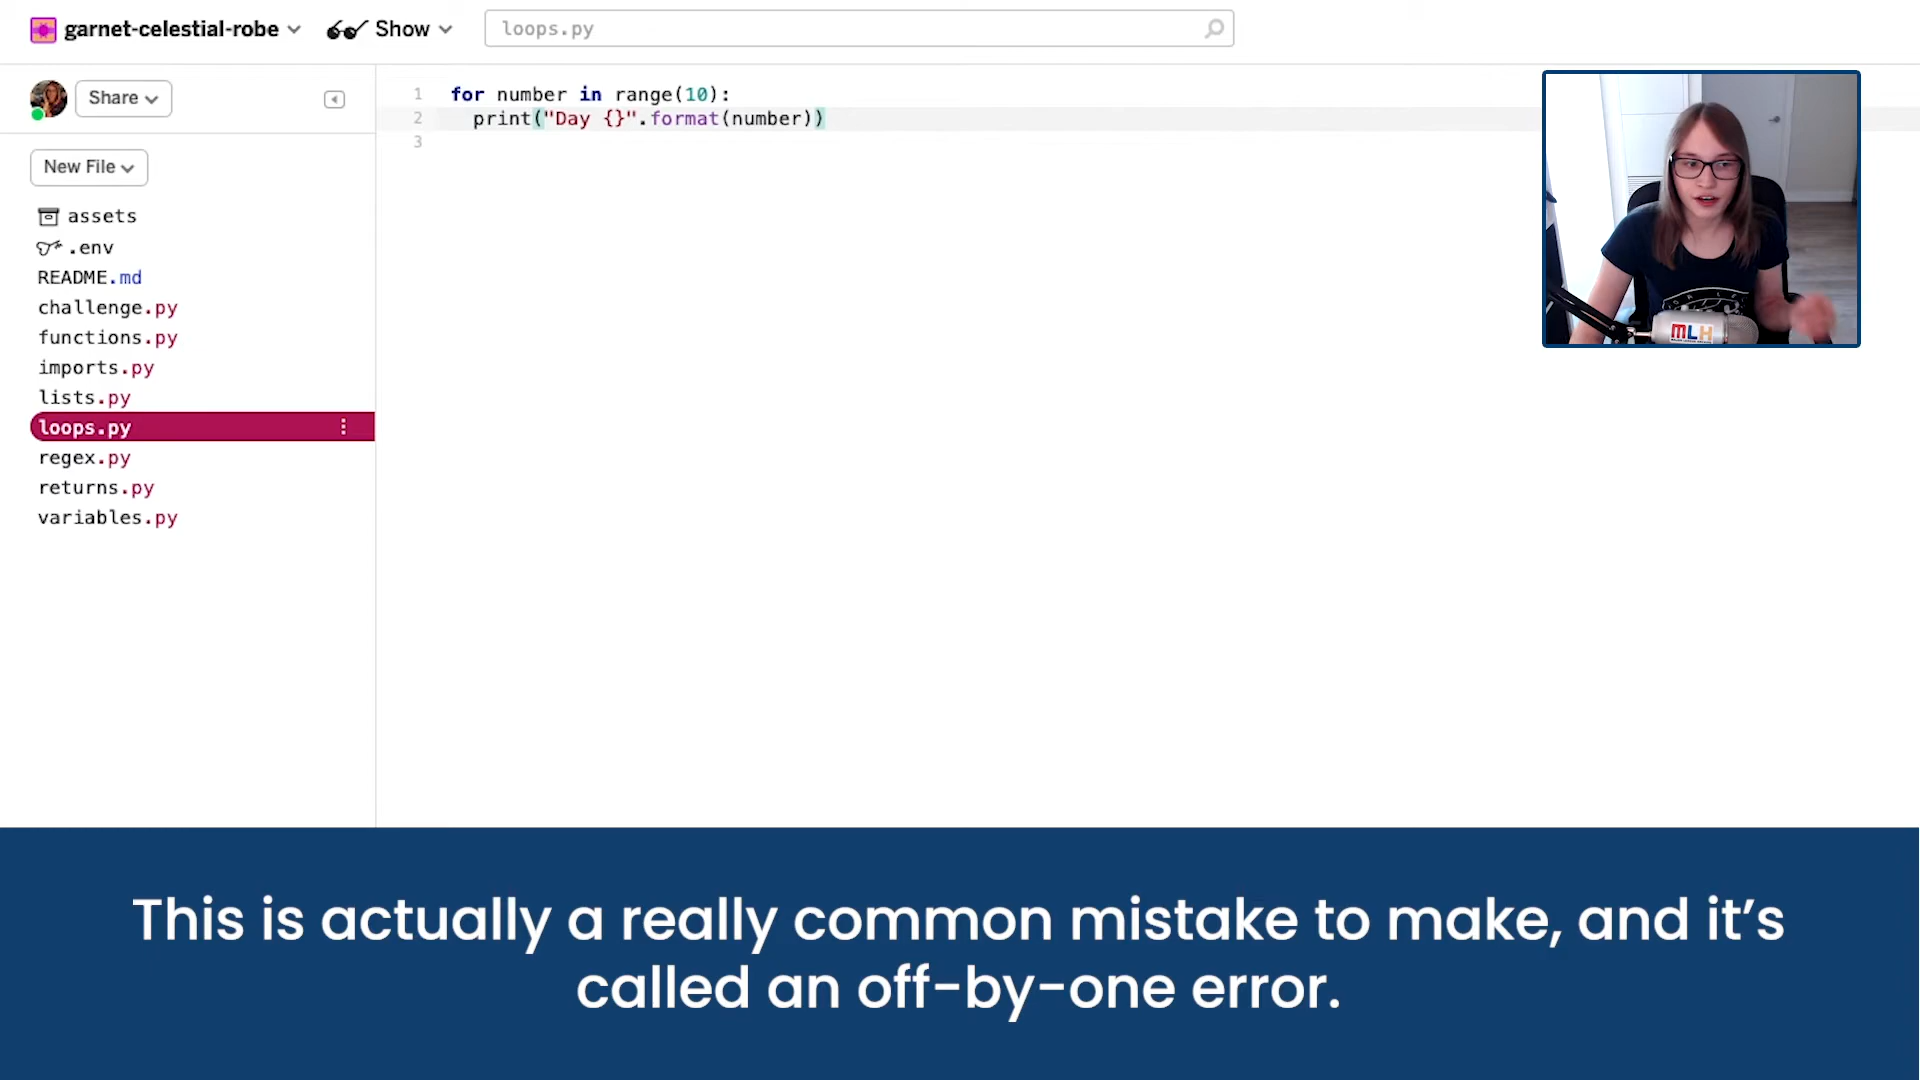 garnet-celestial-robe
Show
loops.py
Share
New File
assets
.env
README.md
challenge.py
functions.py
imports.py
lists.py
loops.py
regex.py
returns.py
variables.py
1 for number in range(10):
2 print("Day {}".format(number))
3
MLH
This is actually a really common mistake to make, and it’s
called an off-by-one error.